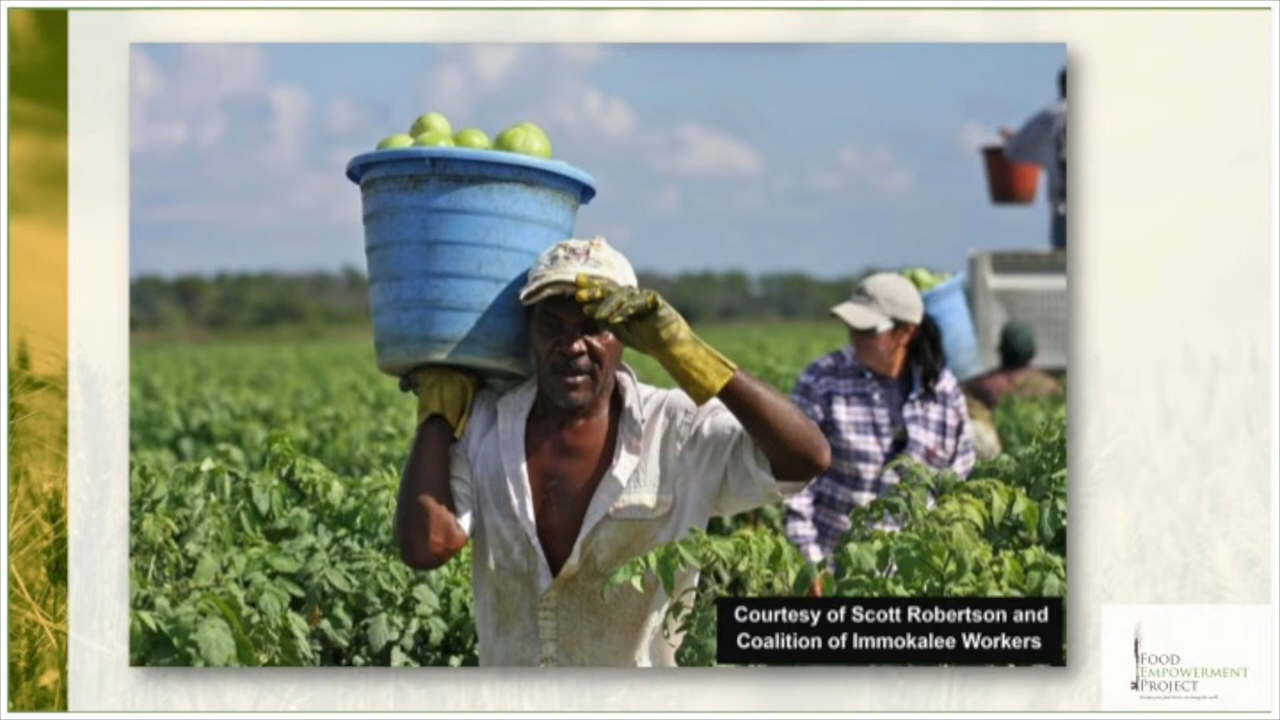 Courtesy of Scott Robertson and
Coalition of Immokalee Workers
FOOD
EMPOWERMENT
PROJECT